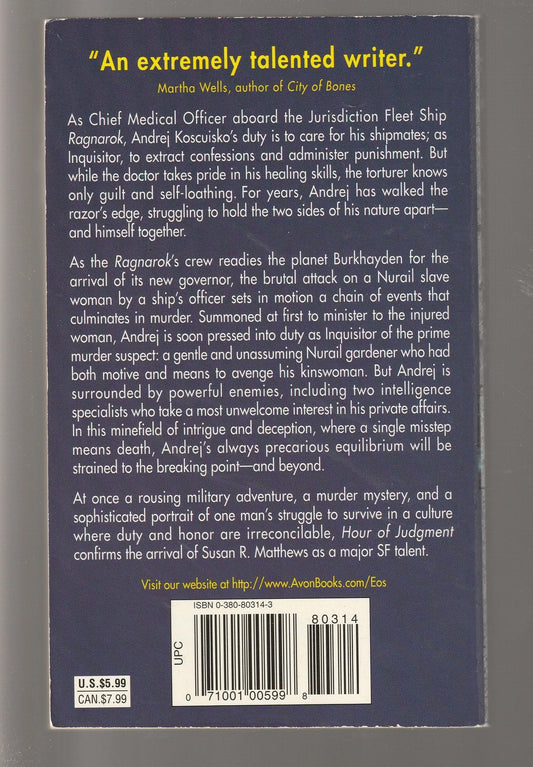 “An extremely talented writer.”
Martha Wells, author of City of Bones
As Chief Medical Officer aboard the Jurisdiction Fleet Ship
Ragnarok, Andrej Koscuisko's duty is to care for his shipmates; as
Inquisitor, to extract confessions and administer punishment. But
while the doctor takes pride in his healing skills, the torturer knows
only guilt and self-loathing. For years, Andrej has walked the
razor's edge, struggling to hold the two sides of his nature apart—
and himself together.
As the Ragnarok's crew readies the planet Burkhayden for the
arrival of its new governor, the brutal attack on a Nurail slave
woman by a ship's officer sets in motion a chain of events that
culminates in murder. Summoned at first to minister to the injured
woman, Andrej is soon pressed into duty as Inquisitor of the prime
murder suspect: a gentle and unassuming Nurail gardener who had
both motive and means to avenge his kinswoman. But Andrej is
surrounded by powerful enemies, including two intelligence
specialists who take a most unwelcome interest in his private affairs.
In this minefield of intrigue and deception, where a single misstep
means death, Andrej's always precarious equilibrium will be
strained to the breaking point—and beyond.
At once a rousing military adventure, a murder mystery, and a
sophisticated portrait of one man's struggle to survive in a culture
where duty and honor are irreconcilable, Hour of Judgment
confirms the arrival of Susan R. Matthews as a major SF talent.
Visit our website at http://www.AvonBooks.com/Eos
ISBN 0-380-80314-3
80314
UPC
0 71001 00599 8
U.S.$5.99
CAN.$7.99